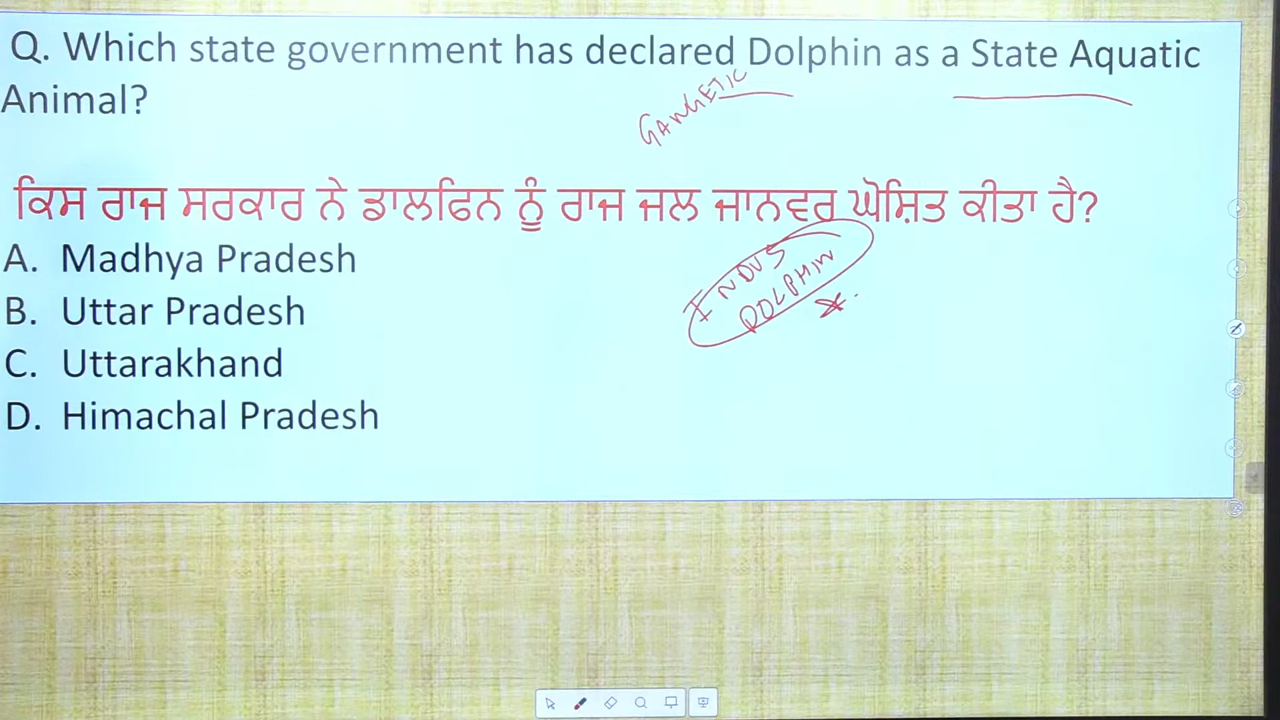 Q. Which state government has declared Dolphin as a State Aquatic
Animal?
GANGETIC
ਕਿਸ ਰਾਜ ਸਰਕਾਰ ਨੇ ਡਾਲਫਿਨ ਨੂੰ ਰਾਜ ਜਲ ਜਾਨਵਰ ਘੋਸ਼ਿਤ ਕੀਤਾ ਹੈ?
A. Madhya Pradesh
INDUS
DOLPHIN
B. Uttar Pradesh
C. Uttarakhand
D. Himachal Pradesh